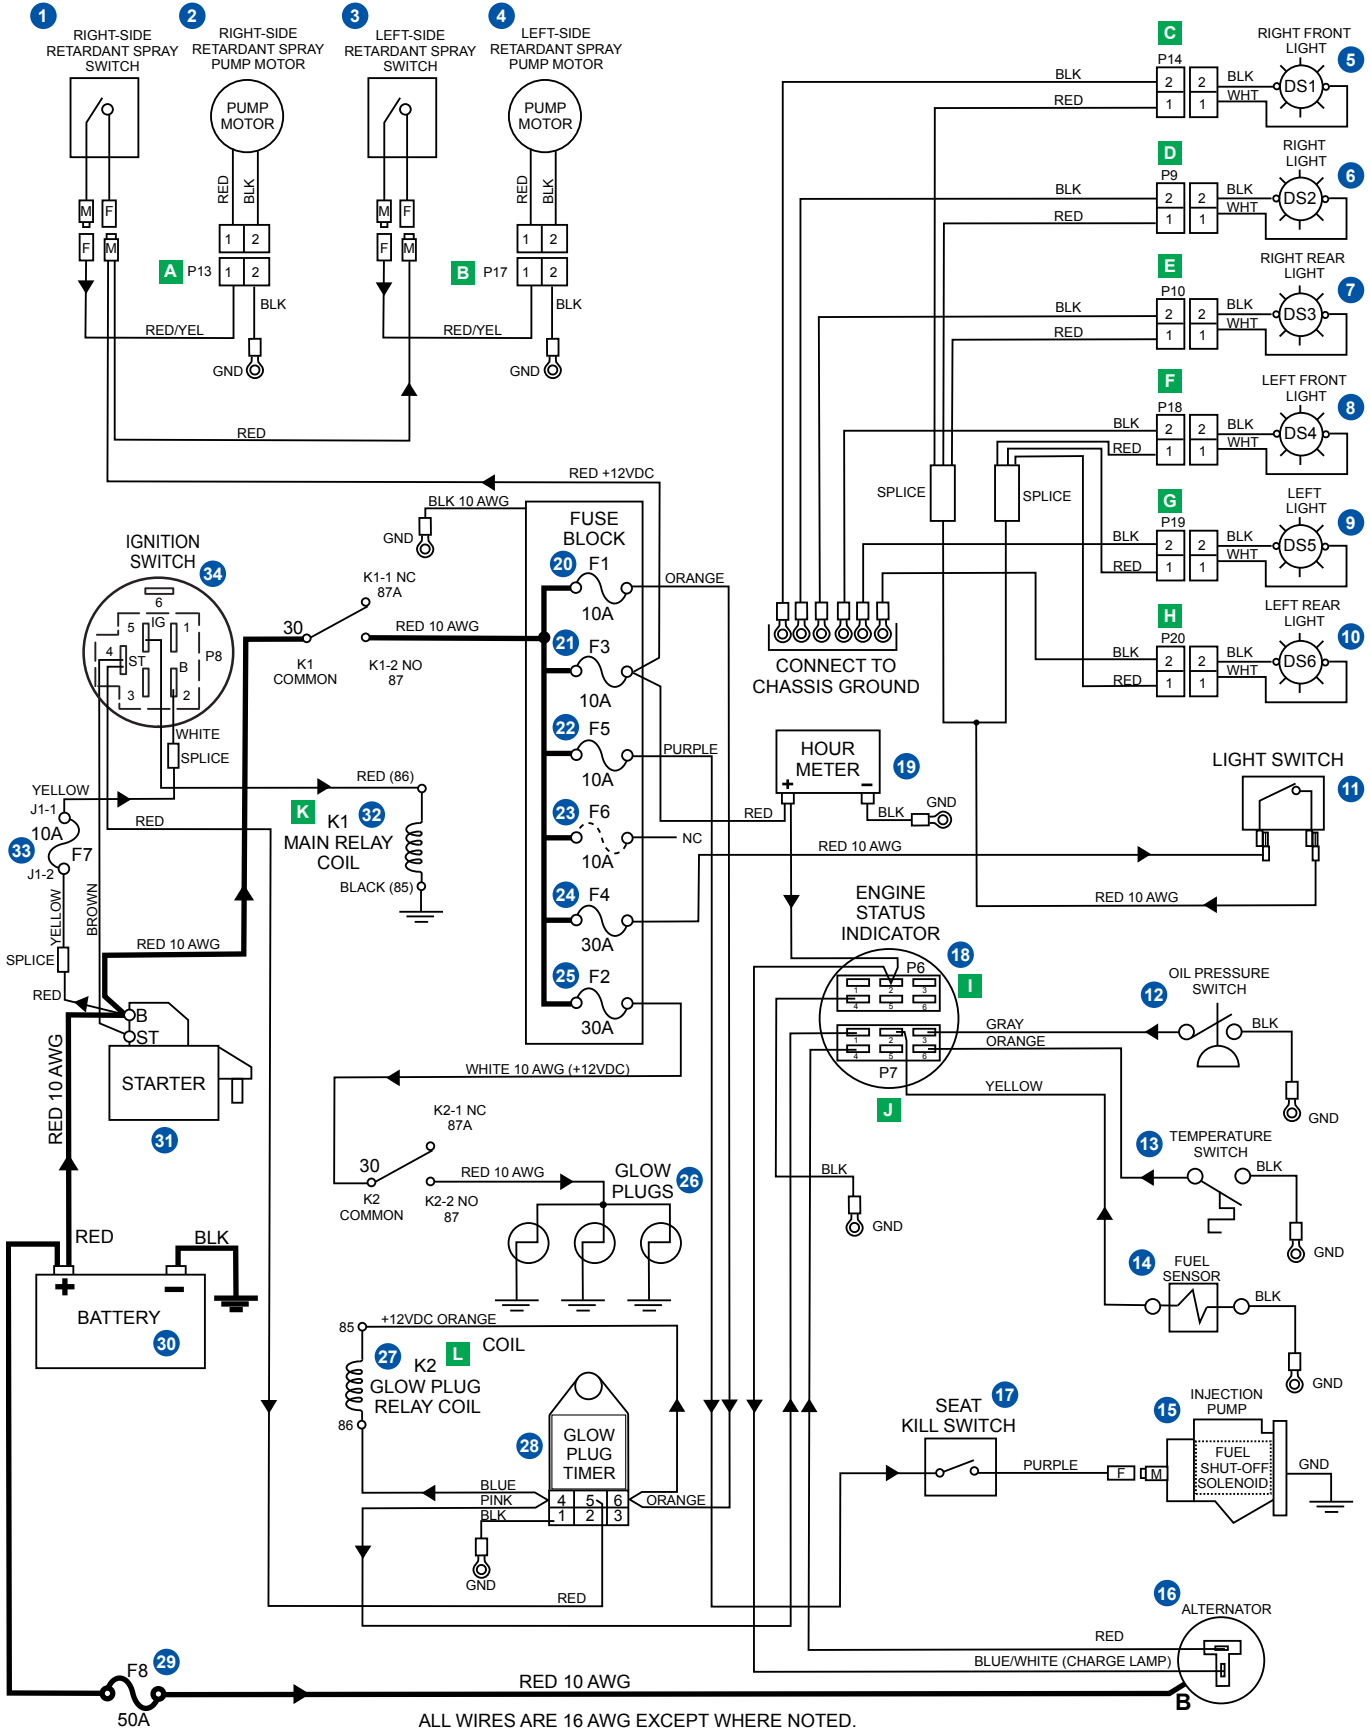 1
RIGHT-SIDE
RETARDANT SPRAY
SWITCH
2
RIGHT-SIDE
RETARDANT SPRAY
PUMP MOTOR
3
LEFT-SIDE
RETARDANT SPRAY
SWITCH
4
LEFT-SIDE
RETARDANT SPRAY
PUMP MOTOR
PUMP
MOTOR
PUMP
MOTOR
RED
BLK
RED
BLK
M F
F M
M F
F M
1 2
A P13 1 2
1 2
B P17 1 2
BLK
BLK
RED/YEL
RED/YEL
GND
GND
RED
RED +12VDC
C
P14
RIGHT FRONT
LIGHT
5
BLK 2 2 BLK
DS1
RED 1 1 WHT
D
P9
RIGHT
LIGHT
6
BLK 2 2 BLK
DS2
RED 1 1 WHT
E
P10
RIGHT REAR
LIGHT
7
BLK 2 2 BLK
DS3
RED 1 1 WHT
F
P18
LEFT FRONT
LIGHT
8
BLK 2 2 BLK
DS4
RED 1 1 WHT
G
P19
LEFT
LIGHT
9
BLK 2 2 BLK
DS5
RED 1 1 WHT
H
P20
LEFT REAR
LIGHT
10
BLK 2 2 BLK
DS6
RED 1 1 WHT
SPLICE
SPLICE
CONNECT TO
CHASSIS GROUND
BLK 10 AWG
GND
FUSE
BLOCK
20 F1
10A
ORANGE
21 F3
10A
22 F5
10A
PURPLE
23 F6
10A
NC
24 F4
30A
25 F2
30A
IGNITION
SWITCH
34
6
5 IG 1
4 ST B
3 2
P8
WHITE
SPLICE
K1-1 NC
87A
30
RED 10 AWG
K1
COMMON
K1-2 NO
87
YELLOW
J1-1
10A
33 F7
J1-2
RED
YELLOW
BROWN
SPLICE
RED
RED (86)
K
K1 32
MAIN RELAY
COIL
BLACK (85)
RED 10 AWG
B
ST
STARTER
31
RED 10 AWG
RED
BLK
+ −
BATTERY
30
HOUR
METER
19
+ −
RED
BLK
GND
LIGHT SWITCH
11
RED 10 AWG
RED 10 AWG
ENGINE
STATUS
INDICATOR
18
I
P6
1 2 3
4 5 6
1 2 3
4 5 6
P7
J
GRAY
ORANGE
YELLOW
OIL PRESSURE
SWITCH
12
BLK
GND
TEMPERATURE
SWITCH
13
BLK
GND
FUEL
SENSOR
14
BLK
GND
BLK
GND
WHITE 10 AWG (+12VDC)
K2-1 NC
87A
30
RED 10 AWG
K2
COMMON
K2-2 NO
87
GLOW
PLUGS
26
85
+12VDC ORANGE
L
COIL
27
K2
GLOW PLUG
RELAY COIL
86
28
GLOW
PLUG
TIMER
BLUE
PINK
BLK
4 5 6
1 2 3
ORANGE
GND
RED
SEAT
KILL SWITCH
17
PURPLE
F M
15
INJECTION
PUMP
FUEL
SHUT-OFF
SOLENOID
GND
16
ALTERNATOR
RED
BLUE/WHITE (CHARGE LAMP)
B
F8
29
50A
RED 10 AWG
ALL WIRES ARE 16 AWG EXCEPT WHERE NOTED.